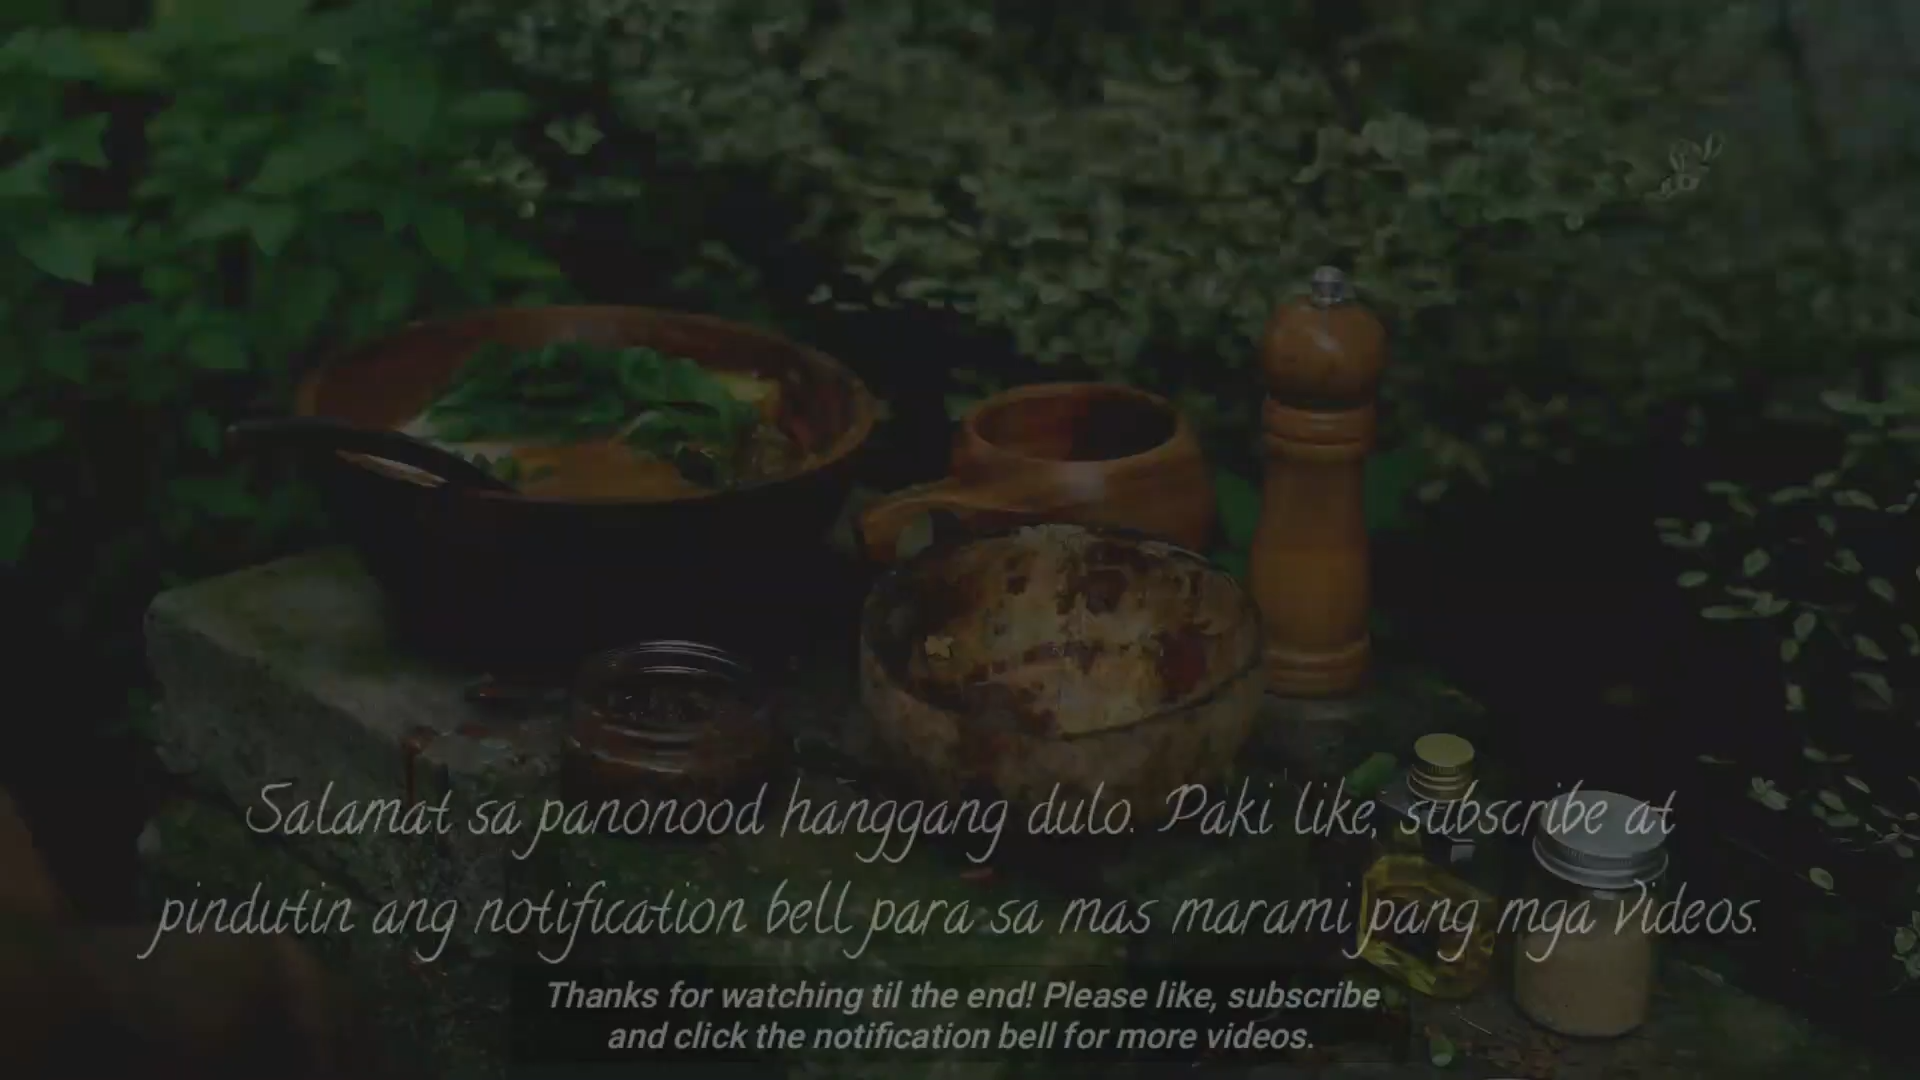 Salamat sa panonood hanggang dulo. Paki like, subscribe at
pindutin ang notification bell para sa mas marami pang mga videos.
Thanks for watching til the end! Please like, subscribe
and click the notification bell for more videos.